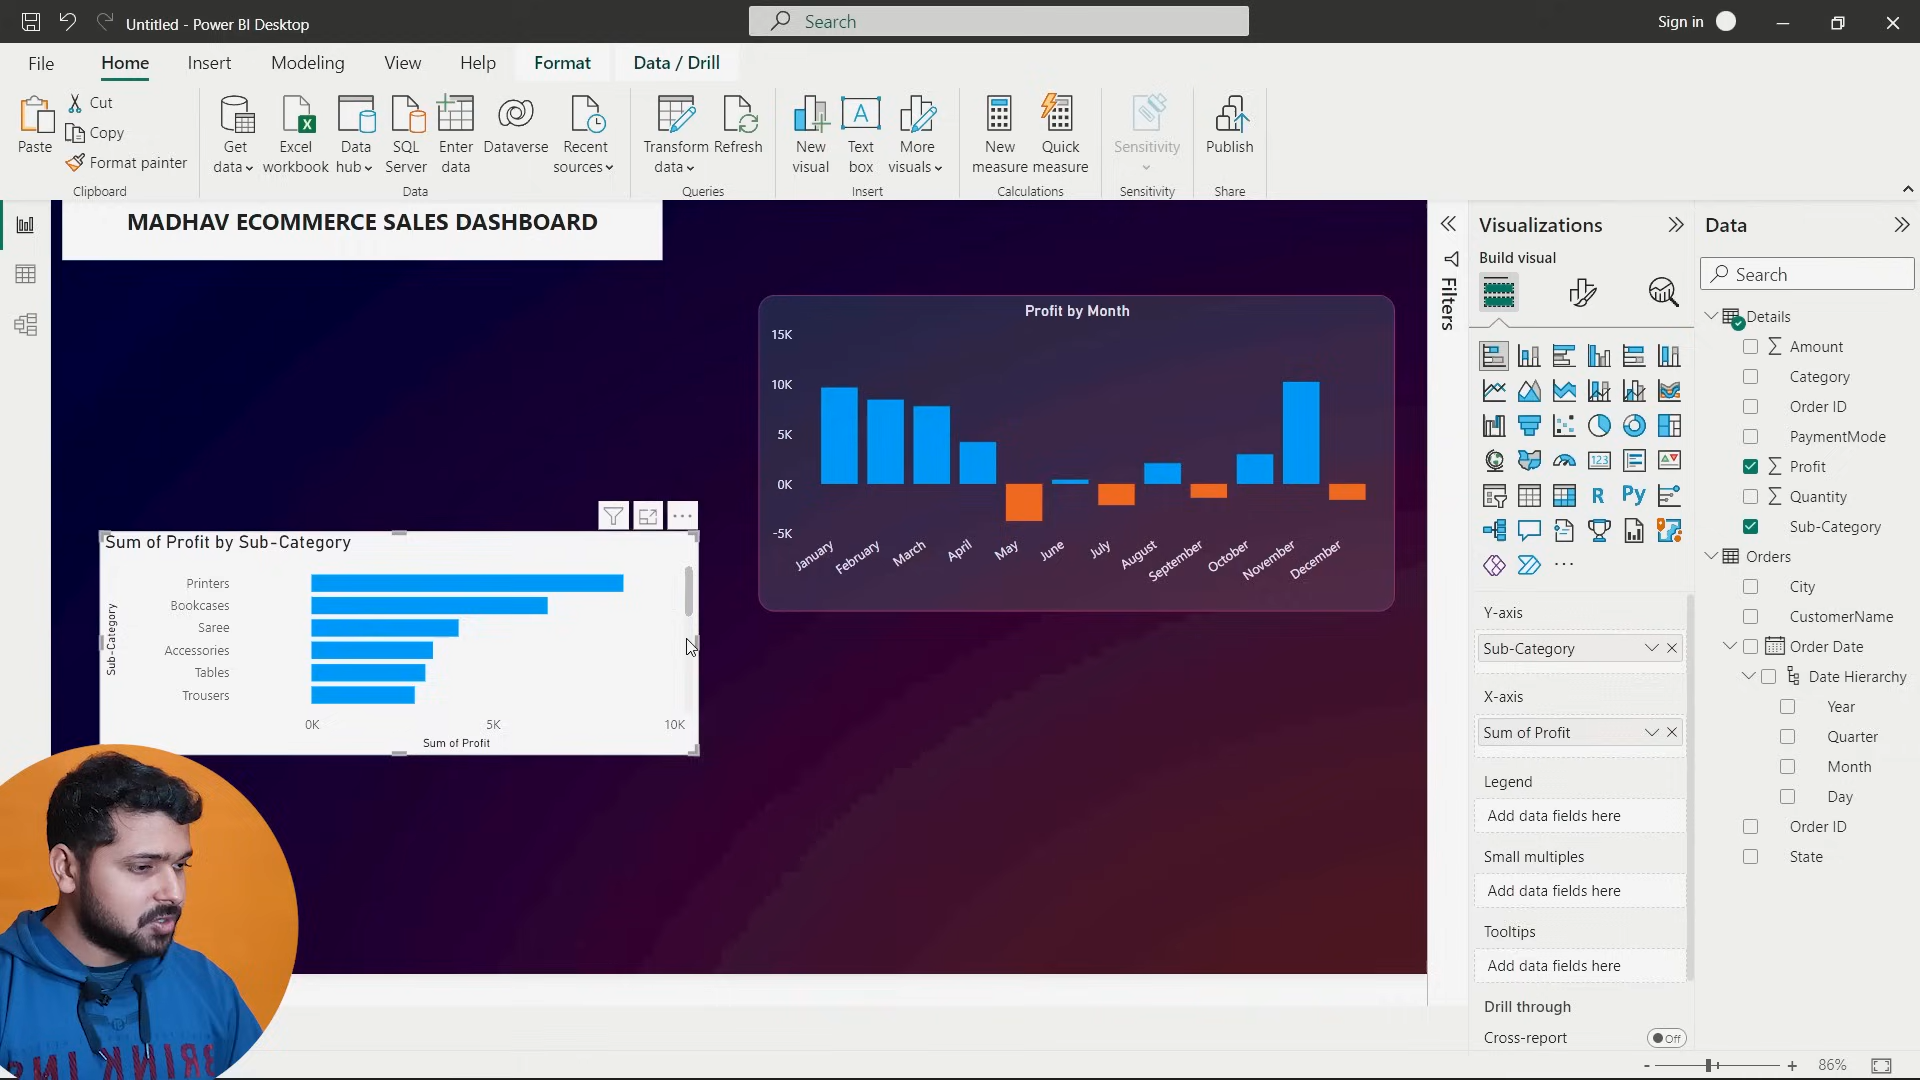 Untitled - Power BI Desktop
Search
Sign in
File
Home
Insert
Modeling
View
Help
Format
Data / Drill
Paste
Cut
Copy
Format painter
Clipboard
Get
data
Excel
workbook
Data
hub
SQL
Server
Enter
data
Dataverse
Recent
sources
Data
Transform
data
Refresh
Queries
New
visual
Text
box
More
visuals
Insert
New
measure
Quick
measure
Calculations
Sensitivity
Sensitivity
Publish
Share
MADHAV ECOMMERCE SALES DASHBOARD
Profit by Month
15K
10K
5K
0K
-5K
January
February
March
April
May
June
July
August
September
October
November
December
Sum of Profit by Sub-Category
Sub-Category
Printers
Bookcases
Saree
Accessories
Tables
Trousers
0K
5K
10K
Sum of Profit
Filters
Visualizations
Build visual
123
R
Py
Y-axis
Sub-Category
X-axis
Sum of Profit
Legend
Add data fields here
Small multiples
Add data fields here
Tooltips
Add data fields here
Drill through
Cross-report
Off
Data
Search
Details
Amount
Category
Order ID
PaymentMode
Profit
Quantity
Sub-Category
Orders
City
CustomerName
Order Date
Date Hierarchy
Year
Quarter
Month
Day
Order ID
State
86%